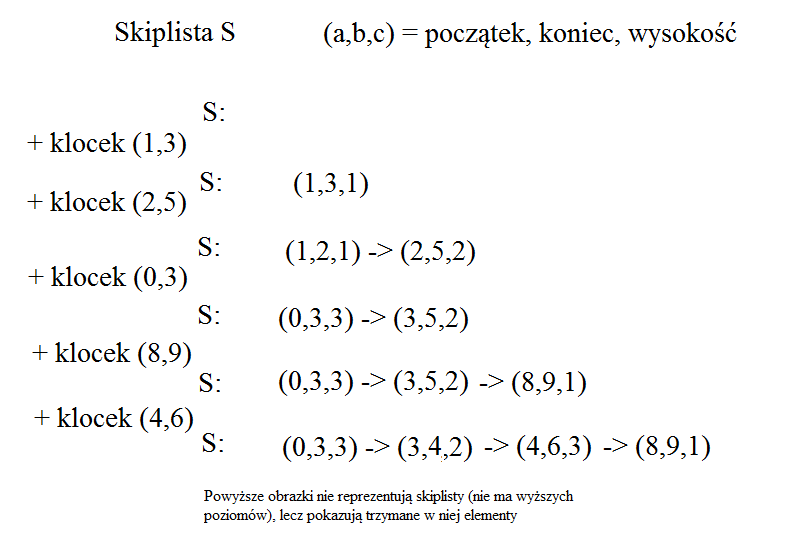 Skiplista S (a,b,c) = początek, koniec, wysokość
S:
+ klocek (1,3)
S: (1,3,1)
+ klocek (2,5)
S: (1,2,1) -> (2,5,2)
+ klocek (0,3)
S: (0,3,3) -> (3,5,2)
+ klocek (8,9)
S: (0,3,3) -> (3,5,2) -> (8,9,1)
+ klocek (4,6)
S: (0,3,3) -> (3,4,2) -> (4,6,3) -> (8,9,1)
Powyższe obrazki nie reprezentują skiplisty (nie ma wyższych
poziomów), lecz pokazują trzymane w niej elementy